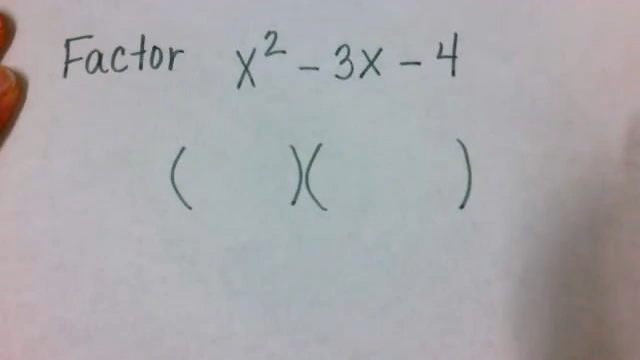 Factor x² - 3x - 4
(     )(     )